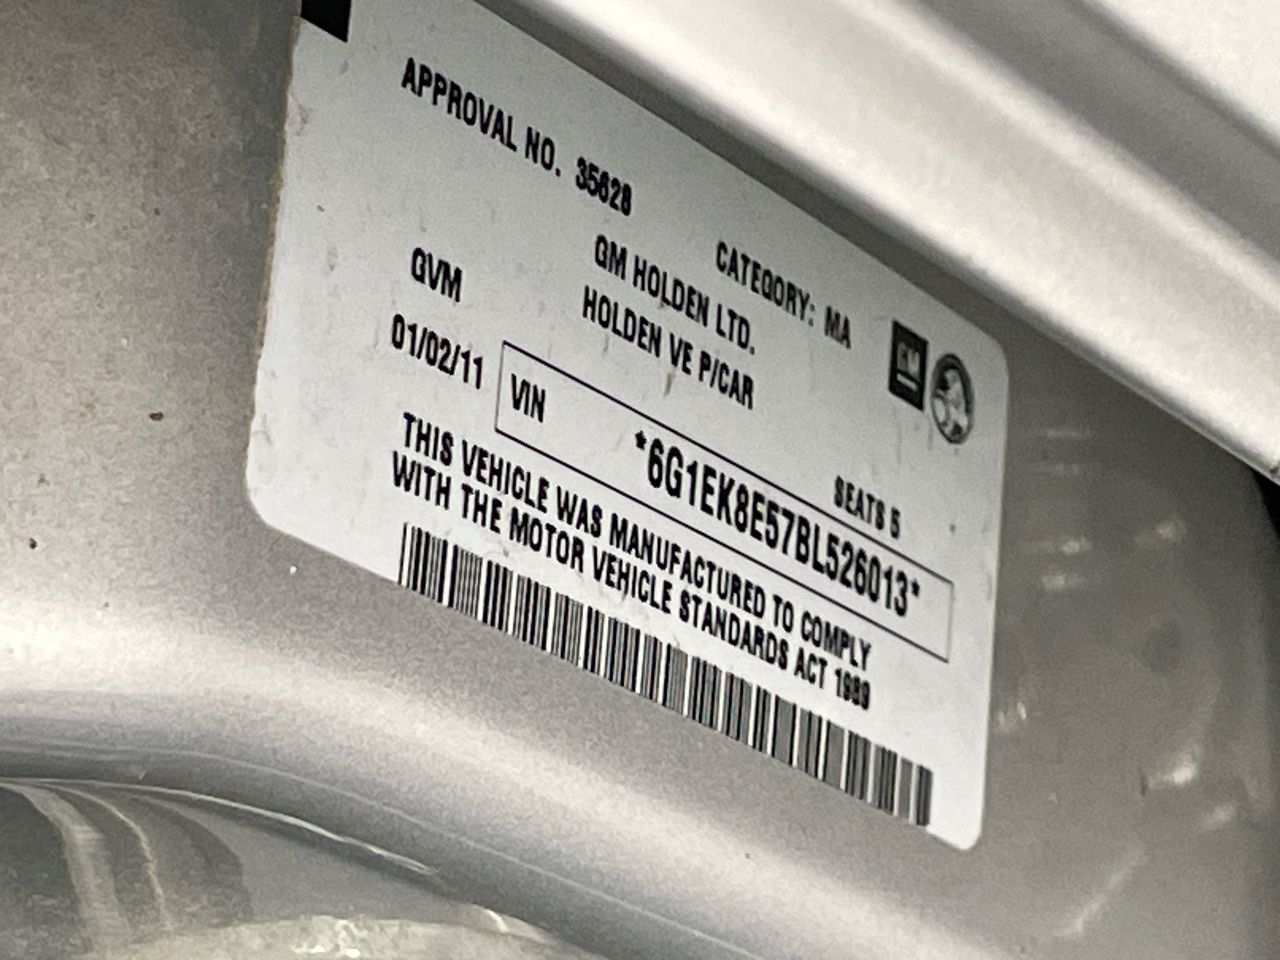 APPROVAL NO. 35628
CATEGORY: MA
GM HOLDEN LTD.
GVM
HOLDEN VE P/CAR
01/02/11
SEATS 5
VIN *6G1EK8E57BL526013*
THIS VEHICLE WAS MANUFACTURED TO COMPLY
WITH THE MOTOR VEHICLE STANDARDS ACT 1989
GM